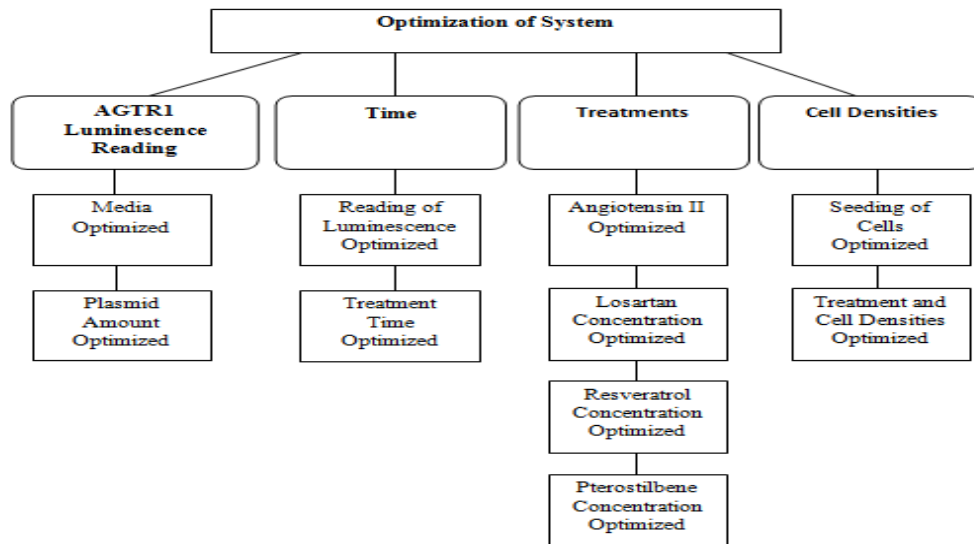 Optimization of System
AGTR1
Luminescence
Reading
Time
Treatments
Cell Densities
Media
Optimized
Plasmid
Amount
Optimized
Reading of
Luminescence
Optimized
Treatment
Time
Optimized
Angiotensin II
Optimized
Losartan
Concentration
Optimized
Resveratrol
Concentration
Optimized
Pterostilbene
Concentration
Optimized
Seeding of
Cells
Optimized
Treatment and
Cell Densities
Optimized